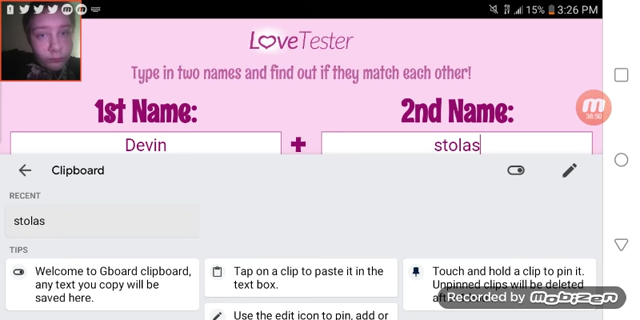 15% 3:26 PM
LoveTester
Type in two names and find out if they match each other!
1st Name:
2nd Name:
36:50
Devin
+
stolas
Clipboard
RECENT
stolas
TIPS
Welcome to Gboard clipboard,
any text you copy will be
saved here.
Tap on a clip to paste it in the
text box.
Use the edit icon to pin, add or
Touch and hold a clip to pin it.
Unpinned clips will be deleted
Recorded by Mobizen